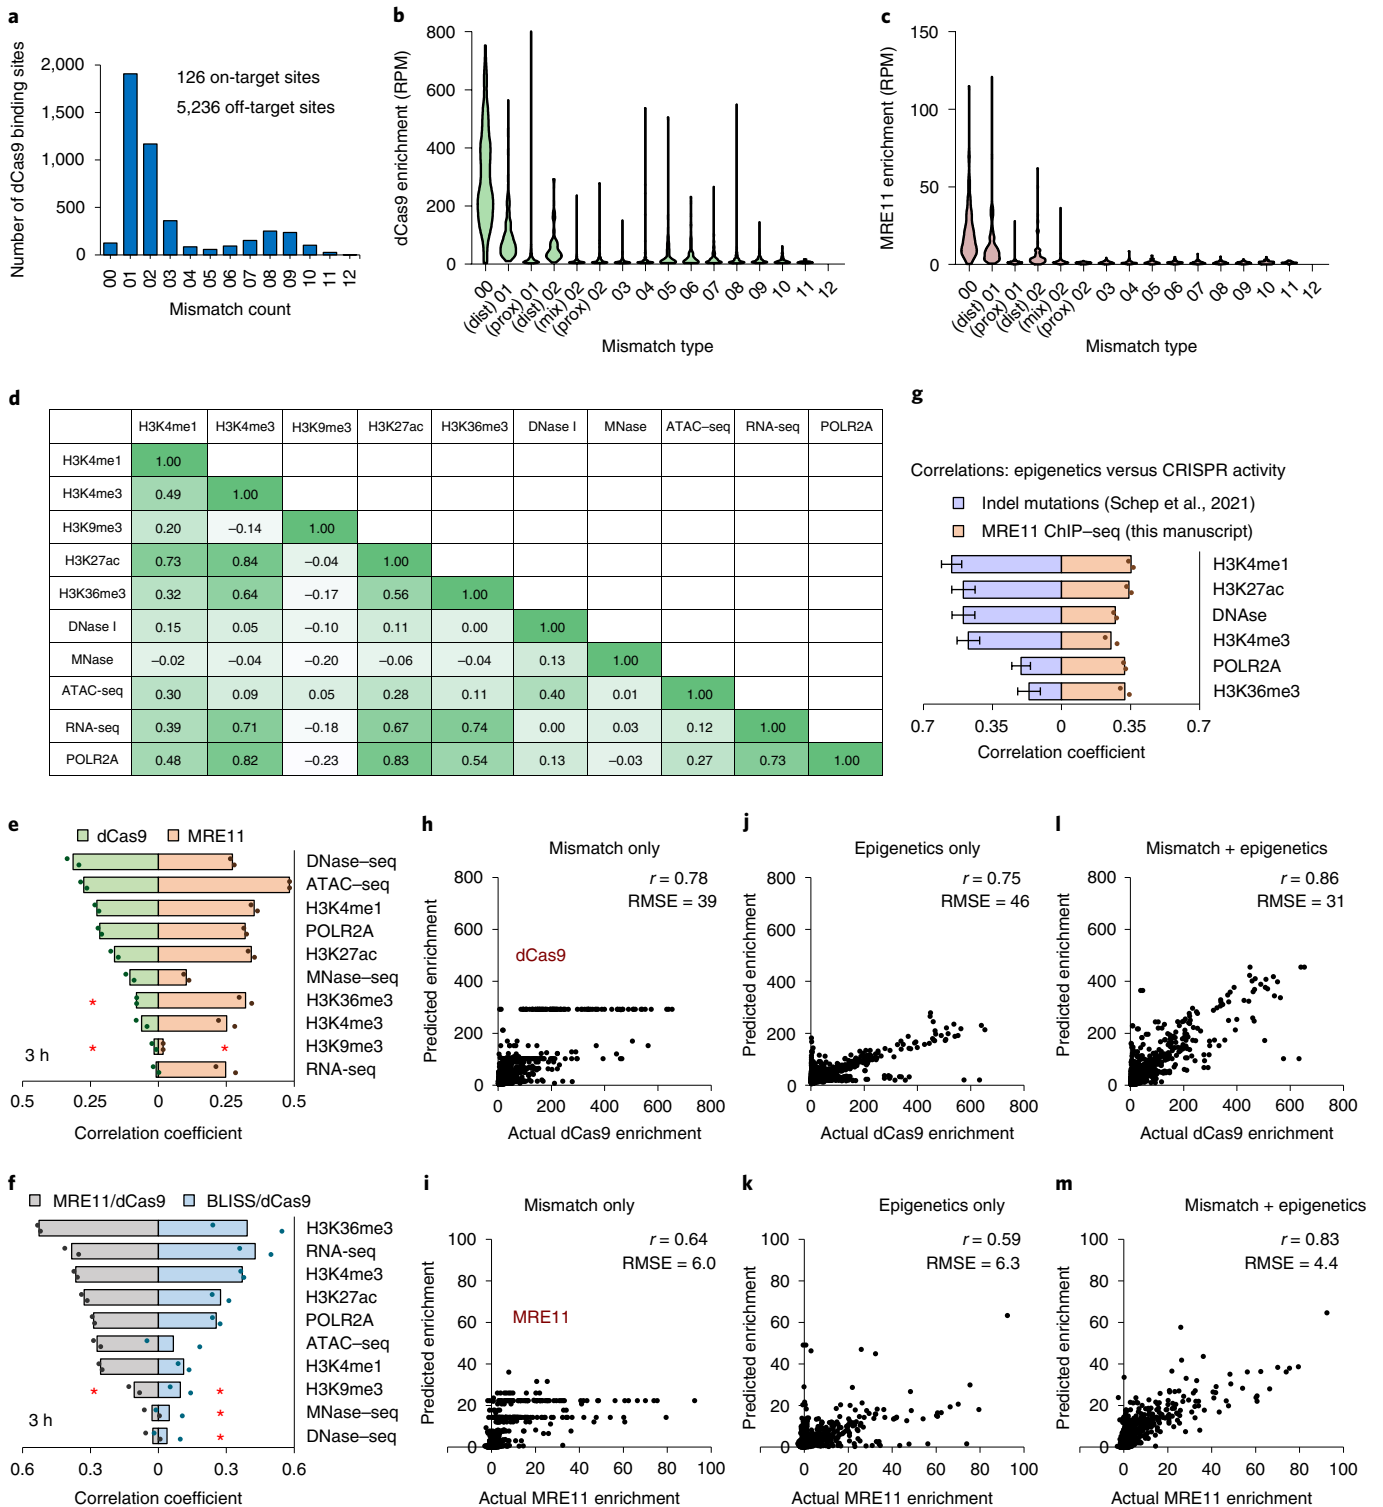 a
Number of dCas9 binding sites
2,000
1,500
1,000
500
0
126 on-target sites
5,236 off-target sites
00 01 02 03 04 05 06 07 08 09 10 11 12
Mismatch count
b
dCas9 enrichment (RPM)
800
600
400
200
0
00 (dist) 01 (prox) 01 (dist) 02 (mix) 02 (prox) 02 03 04 05 06 07 08 09 10 11 12
Mismatch type
c
MRE11 enrichment (RPM)
150
100
50
0
00 (dist) 01 (prox) 01 (dist) 02 (mix) 02 (prox) 02 03 04 05 06 07 08 09 10 11 12
Mismatch type
d
H3K4me1 H3K4me3 H3K9me3 H3K27ac H3K36me3 DNase I MNase ATAC–seq RNA-seq POLR2A
H3K4me1 1.00
H3K4me3 0.49 1.00
H3K9me3 0.20 –0.14 1.00
H3K27ac 0.73 0.84 –0.04 1.00
H3K36me3 0.32 0.64 –0.17 0.56 1.00
DNase I 0.15 0.05 –0.10 0.11 0.00 1.00
MNase –0.02 –0.04 –0.20 –0.06 –0.04 0.13 1.00
ATAC-seq 0.30 0.09 0.05 0.28 0.11 0.40 0.01 1.00
RNA-seq 0.39 0.71 –0.18 0.67 0.74 0.00 0.03 0.12 1.00
POLR2A 0.48 0.82 –0.23 0.83 0.54 0.13 –0.03 0.27 0.73 1.00
g
Correlations: epigenetics versus CRISPR activity
Indel mutations (Schep et al., 2021)
MRE11 ChIP–seq (this manuscript)
H3K4me1
H3K27ac
DNAse
H3K4me3
POLR2A
H3K36me3
0.7 0.35 0 0.35 0.7
Correlation coefficient
e
dCas9 MRE11
DNase–seq
ATAC–seq
H3K4me1
POLR2A
H3K27ac
MNase–seq
* H3K36me3
H3K4me3
* * H3K9me3
3 h
RNA-seq
0.5 0.25 0 0.25 0.5
Correlation coefficient
h
Mismatch only
r = 0.78
RMSE = 39
dCas9
Predicted enrichment
800
600
400
200
0
0 200 400 600 800
Actual dCas9 enrichment
j
Epigenetics only
r = 0.75
RMSE = 46
Predicted enrichment
800
600
400
200
0
0 200 400 600 800
Actual dCas9 enrichment
l
Mismatch + epigenetics
r = 0.86
RMSE = 31
Predicted enrichment
800
600
400
200
0
0 200 400 600 800
Actual dCas9 enrichment
f
MRE11/dCas9 BLISS/dCas9
H3K36me3
RNA-seq
H3K4me3
H3K27ac
POLR2A
ATAC–seq
H3K4me1
* * H3K9me3
3 h * MNase–seq
* DNase–seq
0.6 0.3 0 0.3 0.6
Correlation coefficient
i
Mismatch only
r = 0.64
RMSE = 6.0
MRE11
Predicted enrichment
100
80
60
40
20
0
0 20 40 60 80 100
Actual MRE11 enrichment
k
Epigenetics only
r = 0.59
RMSE = 6.3
Predicted enrichment
100
80
60
40
20
0
0 20 40 60 80 100
Actual MRE11 enrichment
m
Mismatch + epigenetics
r = 0.83
RMSE = 4.4
Predicted enrichment
100
80
60
40
20
0
0 20 40 60 80 100
Actual MRE11 enrichment